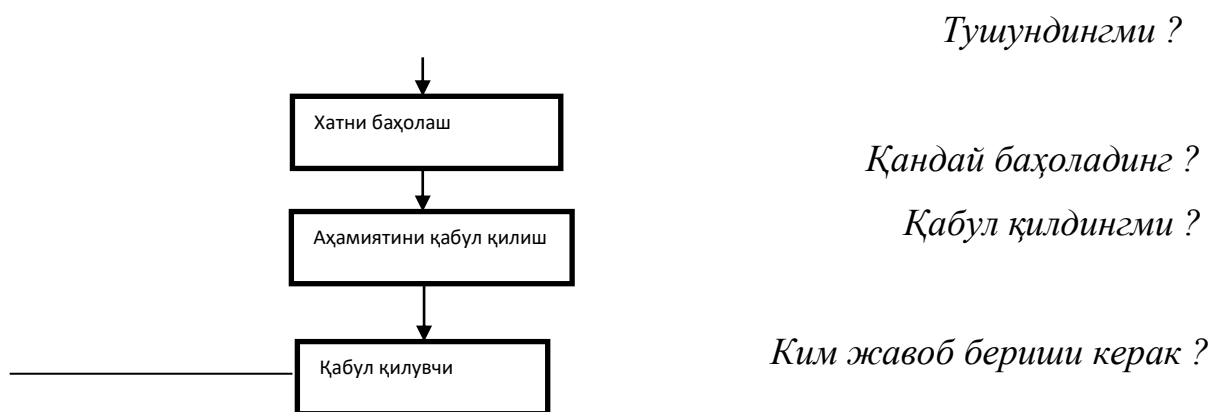 Тушундингми ?
Хатни баҳолаш
Қандай баҳоладинг ?
Аҳамиятини қабул қилиш
Қабул қилдингми ?
Қабул қилувчи
Ким жавоб бериши керак ?